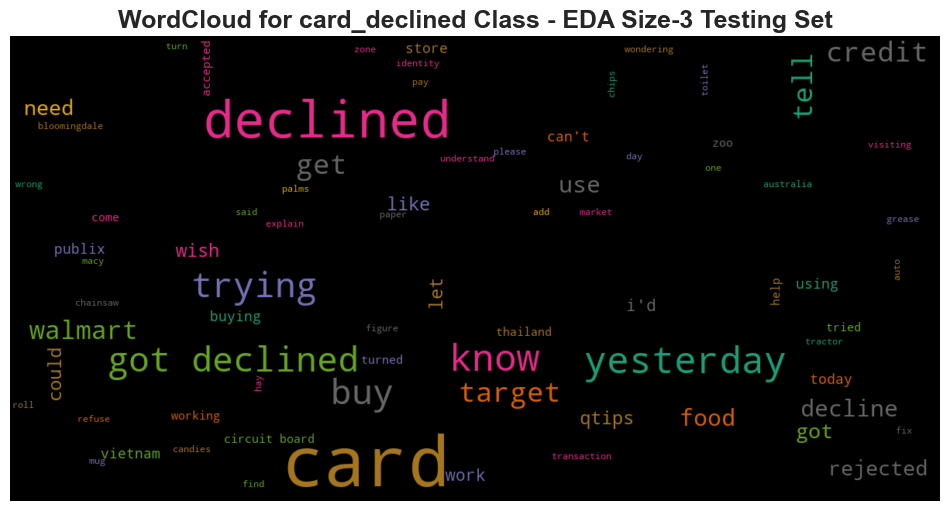 WordCloud for card_declined Class - EDA Size-3 Testing Set
turn
accepted
zone
store
identity
pay
wondering
chips
toilet
tell
credit
need
bloomingdale
declined
can't
zoo
visiting
get
understand
please
day
one
wrong
palms
use
australia
like
paper
come
said
explain
add
market
grease
publix
macy
wish
trying
let
i'd
help
using
auto
chainsaw
buying
walmart
figure
thailand
tried
tractor
could
got declined
turned
know
yesterday
hay
buy
target
today
roll
refuse
working
qtips
food
decline
got
fix
vietnam
candies
circuit board
mug
find
card
work
transaction
rejected